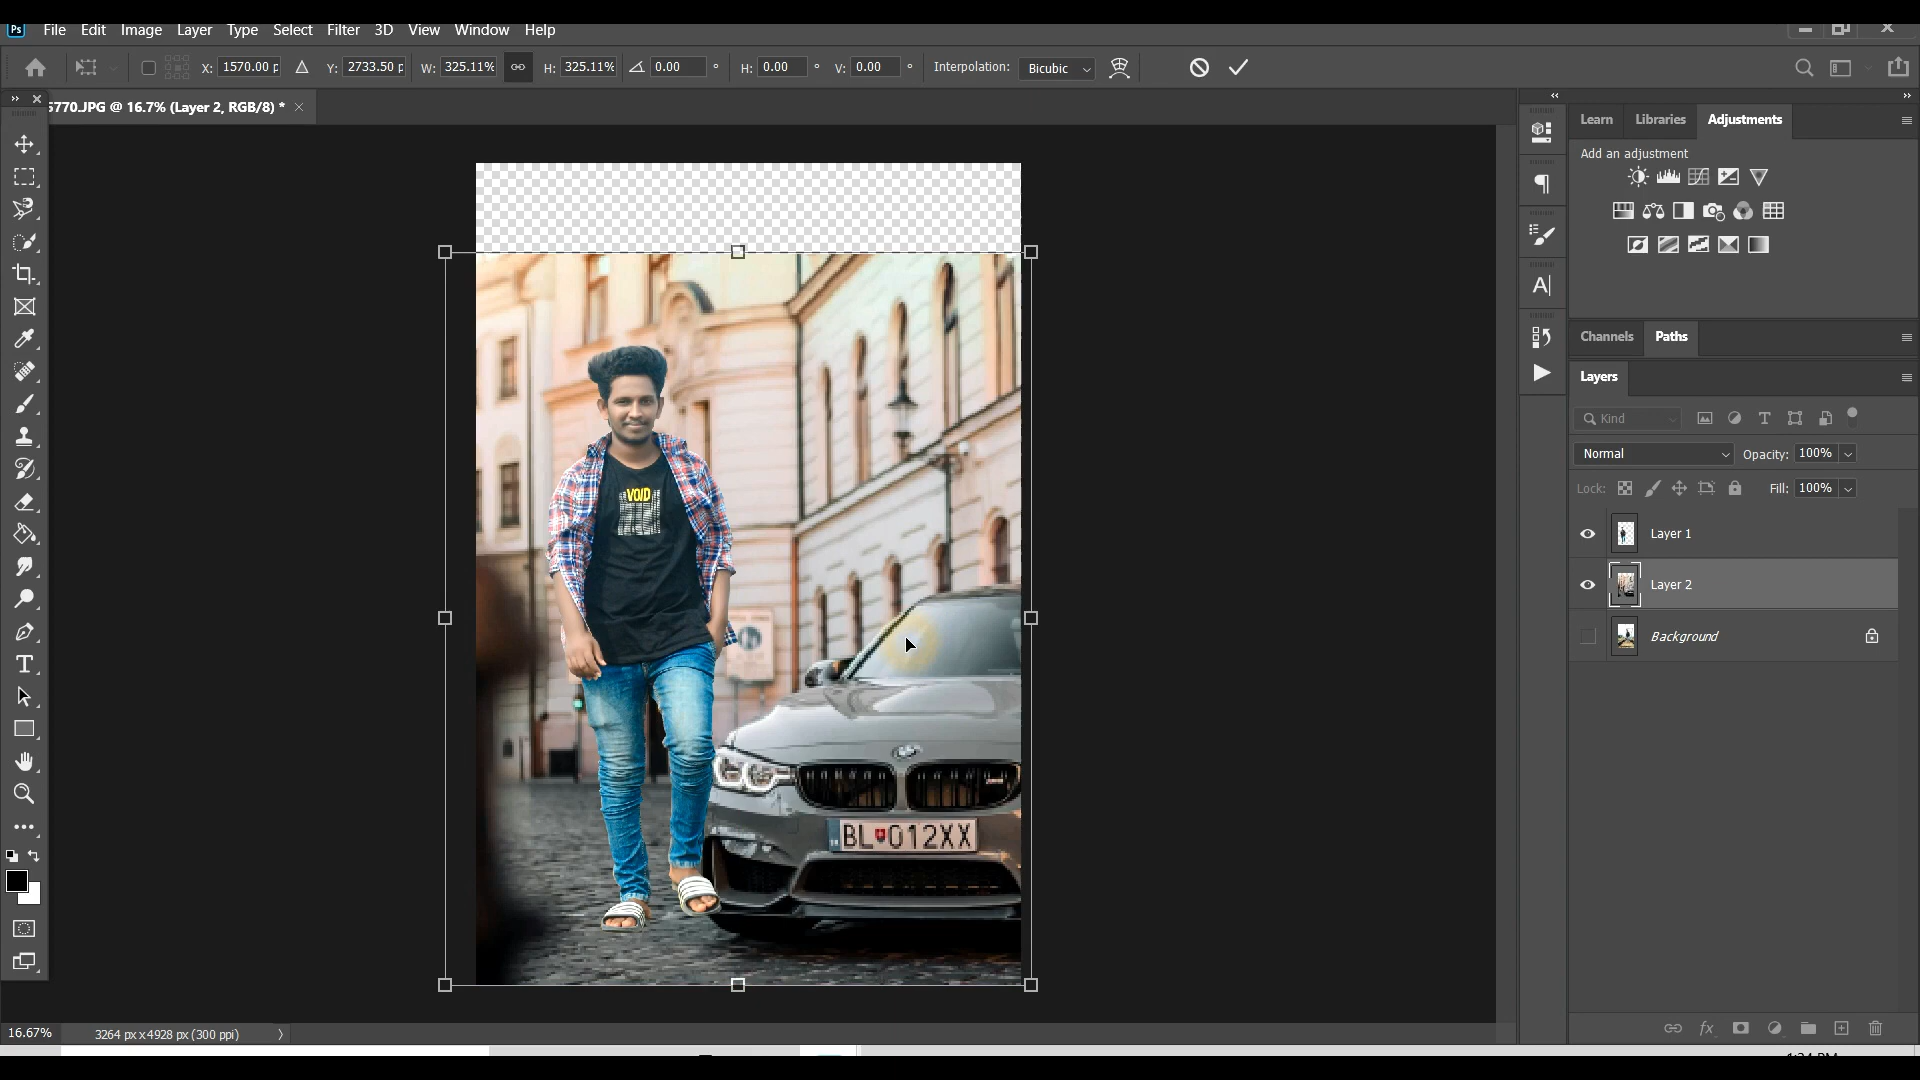 Ps File Edit Image Layer Type Select Filter 3D View Window Help
X: 1570.00 p Y: 2733.50 p W: 325.11% H: 325.11% 0.00 ° H: 0.00 ° V: 0.00 ° Interpolation: Bicubic
5770.JPG @ 16.7% (Layer 2, RGB/8) *
Learn Libraries Adjustments
Add an adjustment
Channels Paths
Layers
Kind
Normal Opacity: 100%
Lock: Fill: 100%
Layer 1
Layer 2
Background
VOID
BL 012XX
16.67% 3264 px x 4928 px (300 ppi)